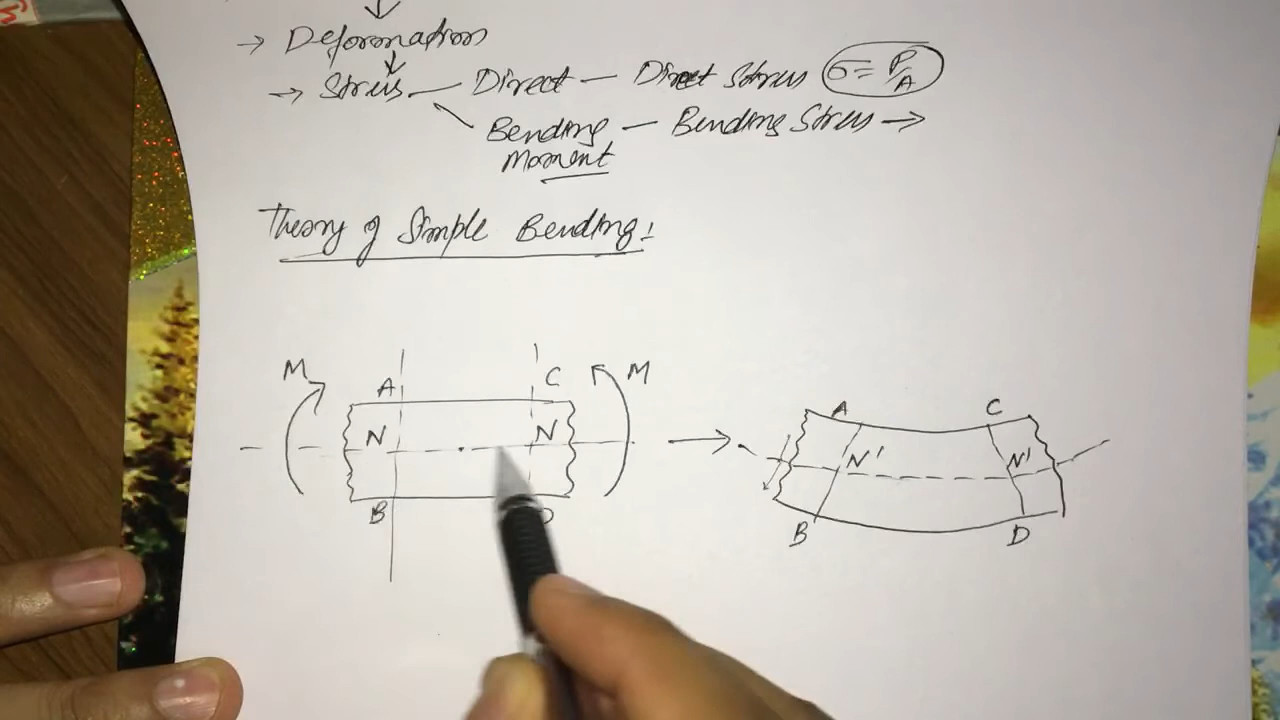 → Deformation
→ Stress — Direct — Direct Stress σ = P/A
Bending — Bending Stress →
Moment
Theory of Simple Bending:
M A C M
N N
B D
A C
N' N'
B D